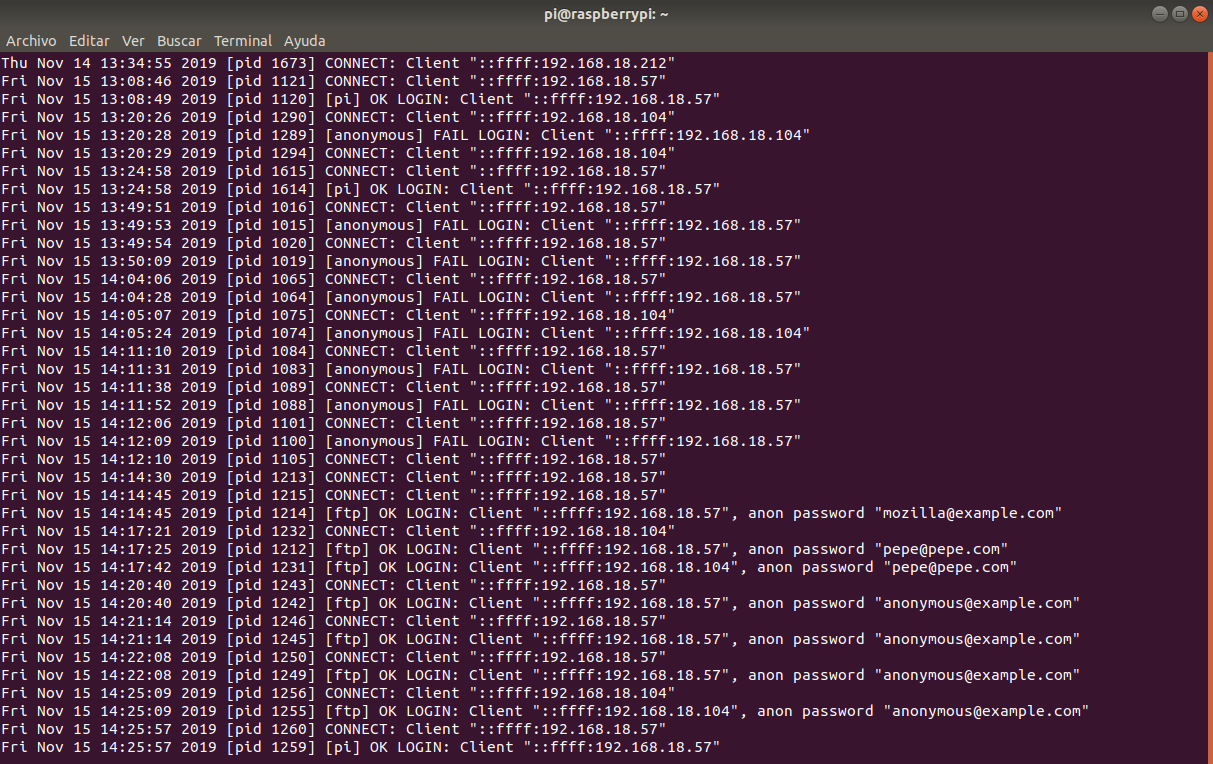 pi@raspberrypi: ~
Archivo Editar Ver Buscar Terminal Ayuda
Thu Nov 14 13:34:55 2019 [pid 1673] CONNECT: Client "::ffff:192.168.18.212"
Fri Nov 15 13:08:46 2019 [pid 1121] CONNECT: Client "::ffff:192.168.18.57"
Fri Nov 15 13:08:49 2019 [pid 1120] [pi] OK LOGIN: Client "::ffff:192.168.18.57"
Fri Nov 15 13:20:26 2019 [pid 1290] CONNECT: Client "::ffff:192.168.18.104"
Fri Nov 15 13:20:28 2019 [pid 1289] [anonymous] FAIL LOGIN: Client "::ffff:192.168.18.104"
Fri Nov 15 13:20:29 2019 [pid 1294] CONNECT: Client "::ffff:192.168.18.104"
Fri Nov 15 13:24:58 2019 [pid 1615] CONNECT: Client "::ffff:192.168.18.57"
Fri Nov 15 13:24:58 2019 [pid 1614] [pi] OK LOGIN: Client "::ffff:192.168.18.57"
Fri Nov 15 13:49:51 2019 [pid 1016] CONNECT: Client "::ffff:192.168.18.57"
Fri Nov 15 13:49:53 2019 [pid 1015] [anonymous] FAIL LOGIN: Client "::ffff:192.168.18.57"
Fri Nov 15 13:49:54 2019 [pid 1020] CONNECT: Client "::ffff:192.168.18.57"
Fri Nov 15 13:50:09 2019 [pid 1019] [anonymous] FAIL LOGIN: Client "::ffff:192.168.18.57"
Fri Nov 15 14:04:06 2019 [pid 1065] CONNECT: Client "::ffff:192.168.18.57"
Fri Nov 15 14:04:28 2019 [pid 1064] [anonymous] FAIL LOGIN: Client "::ffff:192.168.18.57"
Fri Nov 15 14:05:07 2019 [pid 1075] CONNECT: Client "::ffff:192.168.18.104"
Fri Nov 15 14:05:24 2019 [pid 1074] [anonymous] FAIL LOGIN: Client "::ffff:192.168.18.104"
Fri Nov 15 14:11:10 2019 [pid 1084] CONNECT: Client "::ffff:192.168.18.57"
Fri Nov 15 14:11:31 2019 [pid 1083] [anonymous] FAIL LOGIN: Client "::ffff:192.168.18.57"
Fri Nov 15 14:11:38 2019 [pid 1089] CONNECT: Client "::ffff:192.168.18.57"
Fri Nov 15 14:11:52 2019 [pid 1088] [anonymous] FAIL LOGIN: Client "::ffff:192.168.18.57"
Fri Nov 15 14:12:06 2019 [pid 1101] CONNECT: Client "::ffff:192.168.18.57"
Fri Nov 15 14:12:09 2019 [pid 1100] [anonymous] FAIL LOGIN: Client "::ffff:192.168.18.57"
Fri Nov 15 14:12:10 2019 [pid 1105] CONNECT: Client "::ffff:192.168.18.57"
Fri Nov 15 14:14:30 2019 [pid 1213] CONNECT: Client "::ffff:192.168.18.57"
Fri Nov 15 14:14:45 2019 [pid 1215] CONNECT: Client "::ffff:192.168.18.57"
Fri Nov 15 14:14:45 2019 [pid 1214] [ftp] OK LOGIN: Client "::ffff:192.168.18.57", anon password "mozilla@example.com"
Fri Nov 15 14:17:21 2019 [pid 1232] CONNECT: Client "::ffff:192.168.18.104"
Fri Nov 15 14:17:25 2019 [pid 1212] [ftp] OK LOGIN: Client "::ffff:192.168.18.57", anon password "pepe@pepe.com"
Fri Nov 15 14:17:42 2019 [pid 1231] [ftp] OK LOGIN: Client "::ffff:192.168.18.104", anon password "pepe@pepe.com"
Fri Nov 15 14:20:40 2019 [pid 1243] CONNECT: Client "::ffff:192.168.18.57"
Fri Nov 15 14:20:40 2019 [pid 1242] [ftp] OK LOGIN: Client "::ffff:192.168.18.57", anon password "anonymous@example.com"
Fri Nov 15 14:21:14 2019 [pid 1246] CONNECT: Client "::ffff:192.168.18.57"
Fri Nov 15 14:21:14 2019 [pid 1245] [ftp] OK LOGIN: Client "::ffff:192.168.18.57", anon password "anonymous@example.com"
Fri Nov 15 14:22:08 2019 [pid 1250] CONNECT: Client "::ffff:192.168.18.57"
Fri Nov 15 14:22:08 2019 [pid 1249] [ftp] OK LOGIN: Client "::ffff:192.168.18.57", anon password "anonymous@example.com"
Fri Nov 15 14:25:09 2019 [pid 1256] CONNECT: Client "::ffff:192.168.18.104"
Fri Nov 15 14:25:09 2019 [pid 1255] [ftp] OK LOGIN: Client "::ffff:192.168.18.104", anon password "anonymous@example.com"
Fri Nov 15 14:25:57 2019 [pid 1260] CONNECT: Client "::ffff:192.168.18.57"
Fri Nov 15 14:25:57 2019 [pid 1259] [pi] OK LOGIN: Client "::ffff:192.168.18.57"